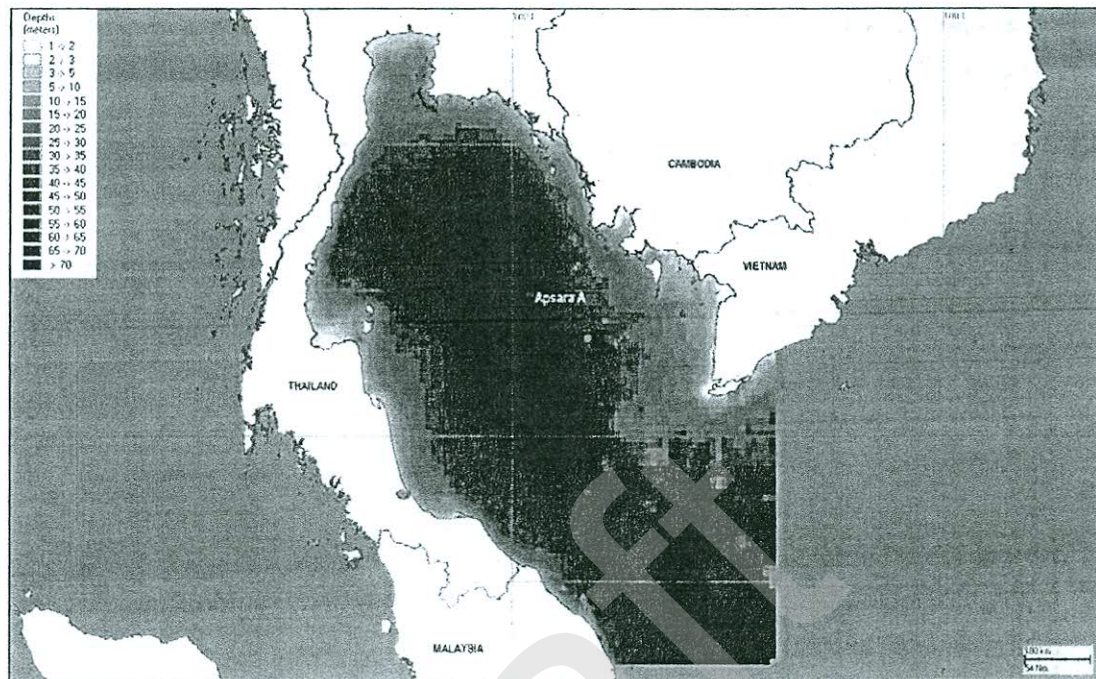 Depths
(meters)
1 -> 2
2 -> 3
3 -> 5
5 -> 10
10 -> 15
15 -> 20
20 -> 25
25 -> 30
30 -> 35
35 -> 40
40 -> 45
45 -> 50
50 -> 55
55 -> 60
60 -> 65
65 -> 70
> 70
CAMBODIA
VIETNAM
Apsara A
THAILAND
MALAYSIA